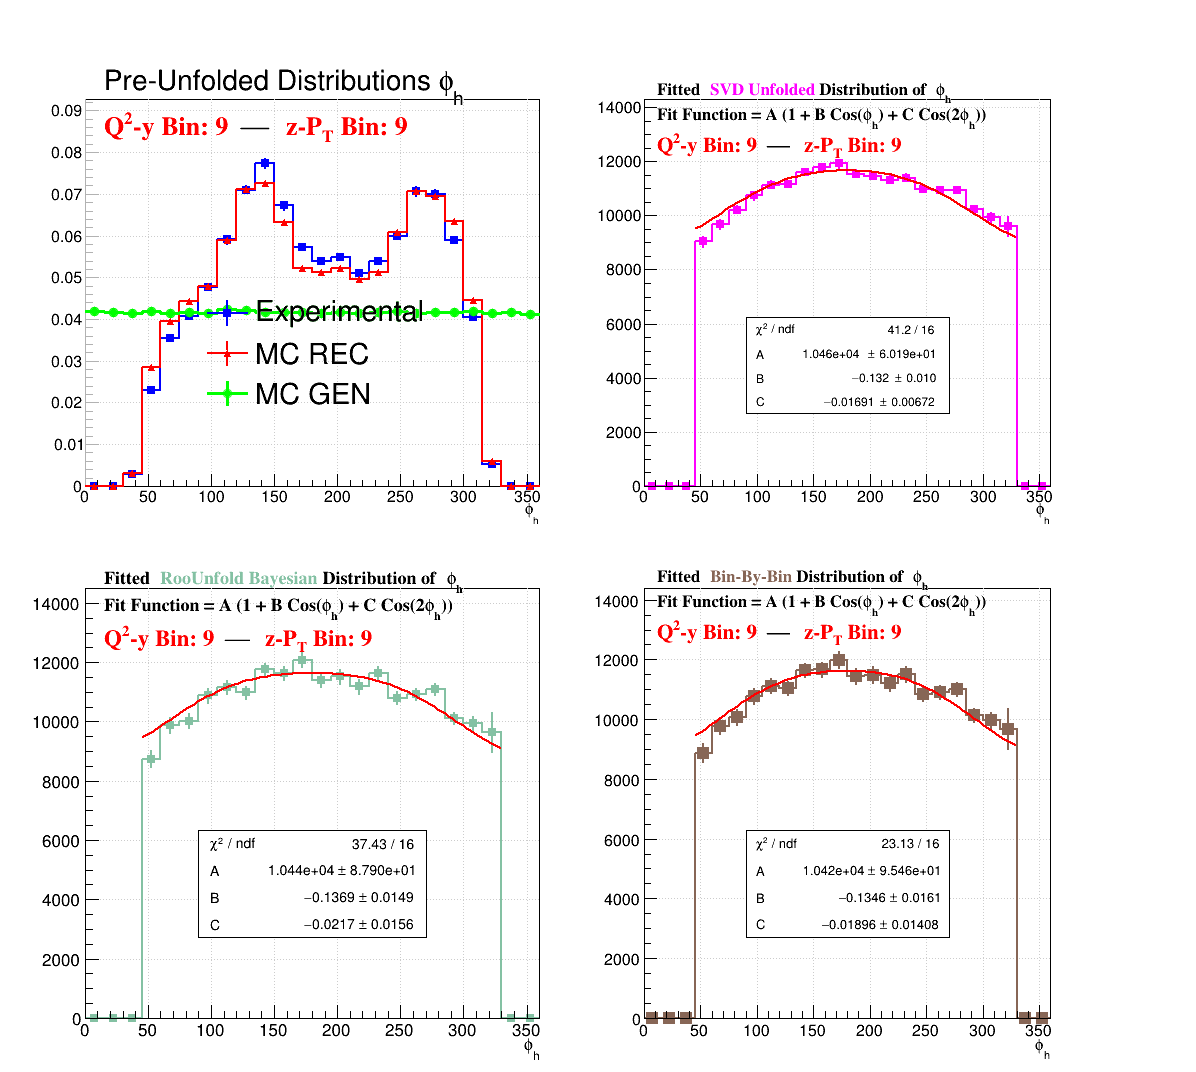 Pre-Unfolded Distributions ϕh
Q²-y Bin: 9 — z-PT Bin: 9
0.09
0.08
0.07
0.06
0.05
0.04
0.03
0.02
0.01
0
Experimental
MC REC
MC GEN
0 50 100 150 200 250 300 350
ϕh
Fitted SVD Unfolded Distribution of ϕh
Fit Function = A (1 + B Cos(ϕh) + C Cos(2ϕh))
Q²-y Bin: 9 — z-PT Bin: 9
14000
12000
10000
8000
6000
4000
2000
0
χ² / ndf 41.2 / 16
A 1.046e+04 ± 6.019e+01
B −0.132 ± 0.010
C −0.01691 ± 0.00672
0 50 100 150 200 250 300 350
ϕh
Fitted RooUnfold Bayesian Distribution of ϕh
Fit Function = A (1 + B Cos(ϕh) + C Cos(2ϕh))
Q²-y Bin: 9 — z-PT Bin: 9
14000
12000
10000
8000
6000
4000
2000
0
χ² / ndf 37.43 / 16
A 1.044e+04 ± 8.790e+01
B −0.1369 ± 0.0149
C −0.0217 ± 0.0156
0 50 100 150 200 250 300 350
ϕh
Fitted Bin-By-Bin Distribution of ϕh
Fit Function = A (1 + B Cos(ϕh) + C Cos(2ϕh))
Q²-y Bin: 9 — z-PT Bin: 9
14000
12000
10000
8000
6000
4000
2000
0
χ² / ndf 23.13 / 16
A 1.042e+04 ± 9.546e+01
B −0.1346 ± 0.0161
C −0.01896 ± 0.01408
0 50 100 150 200 250 300 350
ϕh